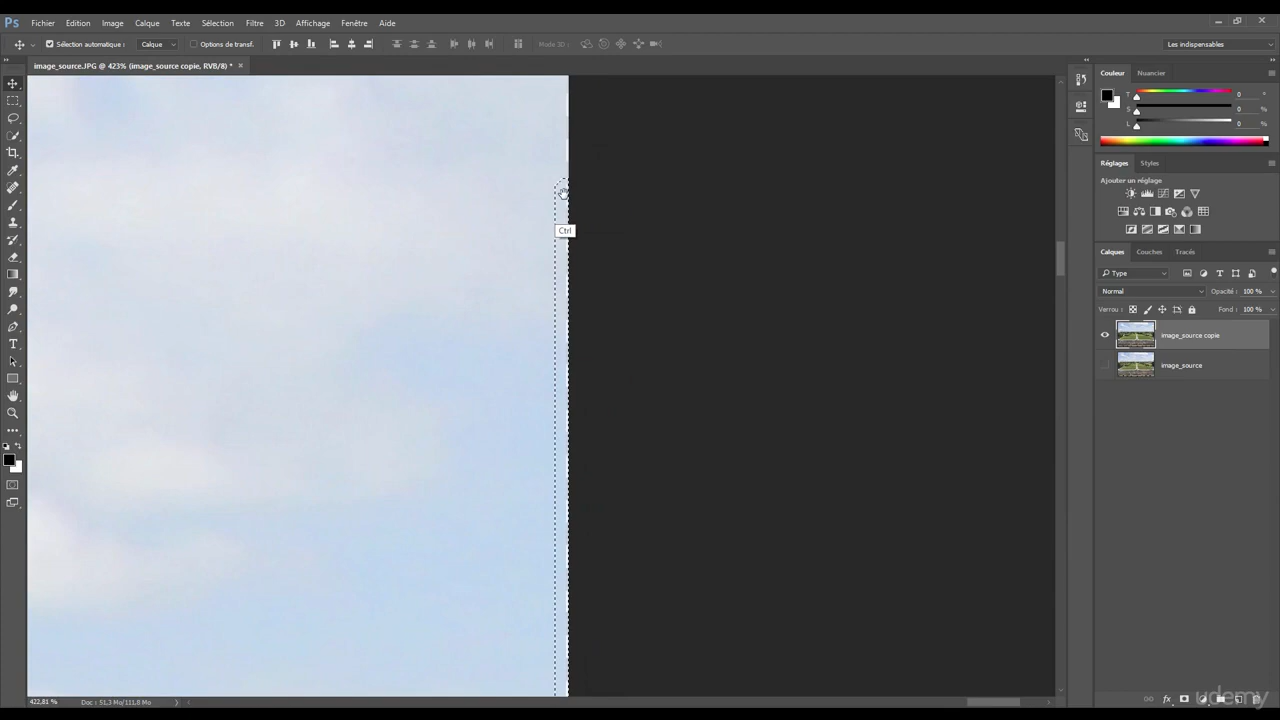 Ps Fichier Edition Image Calque Texte Sélection Filtre 3D Affichage Fenêtre Aide
Sélection automatique : Calque Options de transf. Mode 3D : Les indispensables
image_source.JPG @ 423% (image_source copie, RVB/8) * ×
Couleur Nuancier
T 0 °
S 0 %
L 0 %
Réglages Styles
Ajouter un réglage
Ctrl
Calques Couches Tracés
Type
Normal Opacité : 100 %
Verrou : Fond : 100 %
image_source copie
image_source
422,81 % Doc : 51,3 Mo/111,8 Mo
udemy